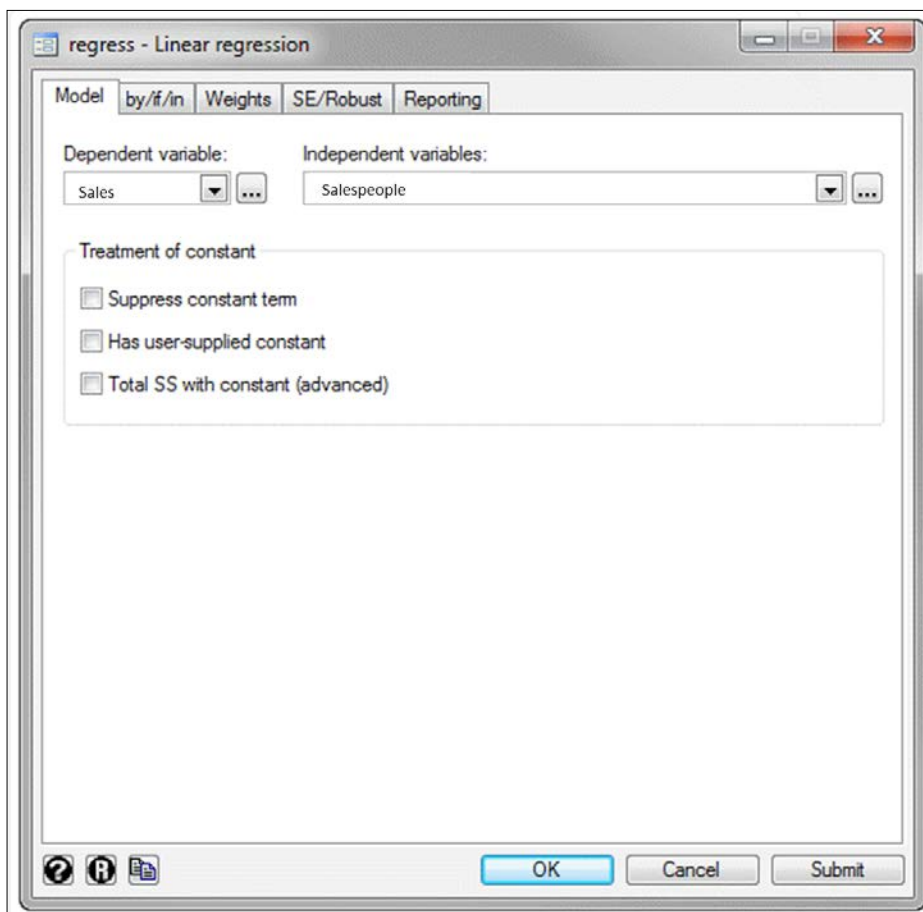 regress - Linear regression
Model by/if/in Weights SE/Robust Reporting
Dependent variable: Independent variables:
Sales ... Salespeople ...
Treatment of constant
Suppress constant term
Has user-supplied constant
Total SS with constant (advanced)
? R OK Cancel Submit